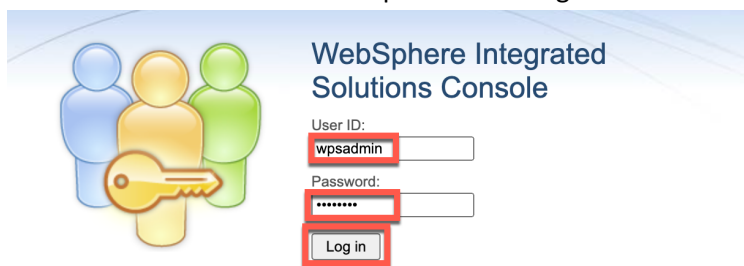 WebSphere Integrated
Solutions Console
User ID:
wpsadmin
Password:
••••••••
Log in